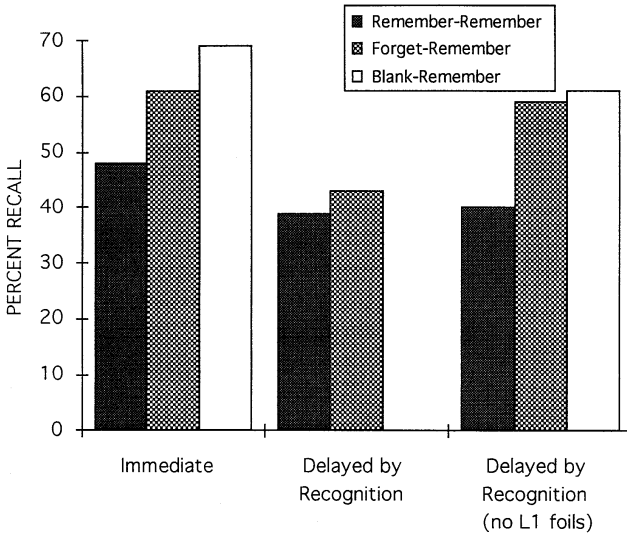 Remember-Remember
Forget-Remember
Blank-Remember
PERCENT RECALL
70
60
50
40
30
20
10
0
Immediate
Delayed by
Recognition
Delayed by
Recognition
(no L1 foils)